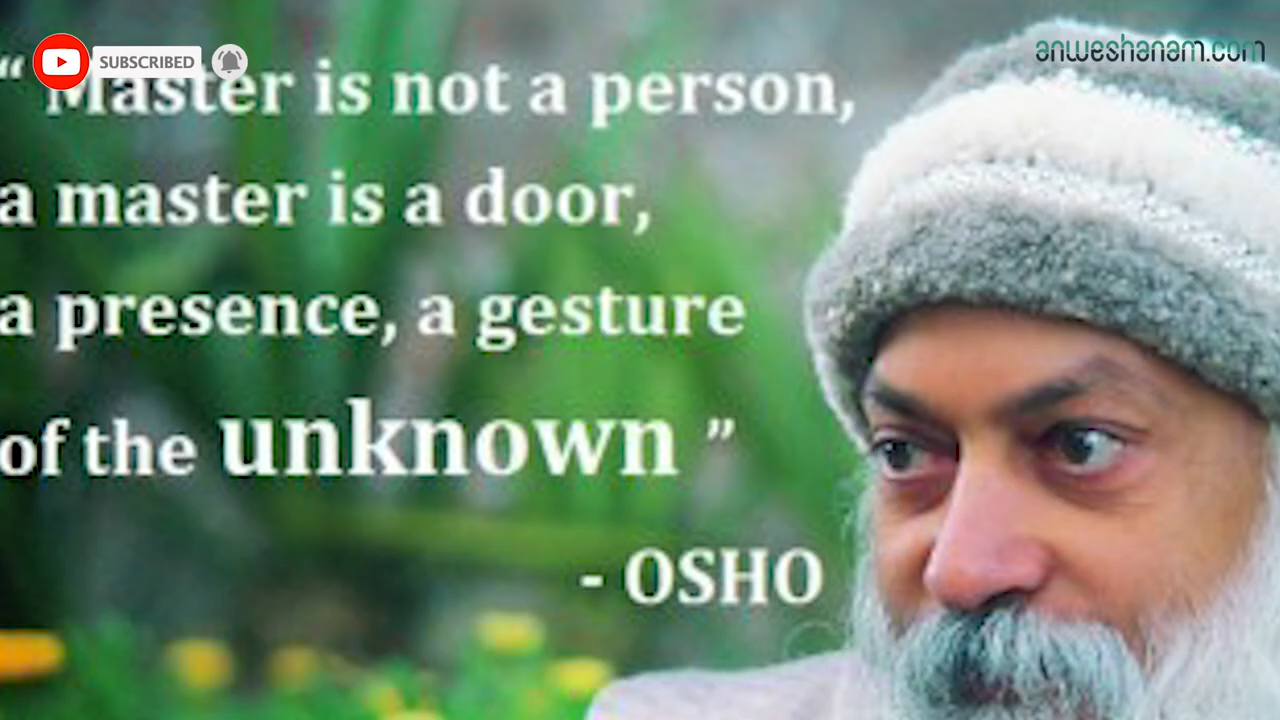 SUBSCRIBED
anweshanam.com
“ Master is not a person,
a master is a door,
a presence, a gesture
of the unknown ”
- OSHO